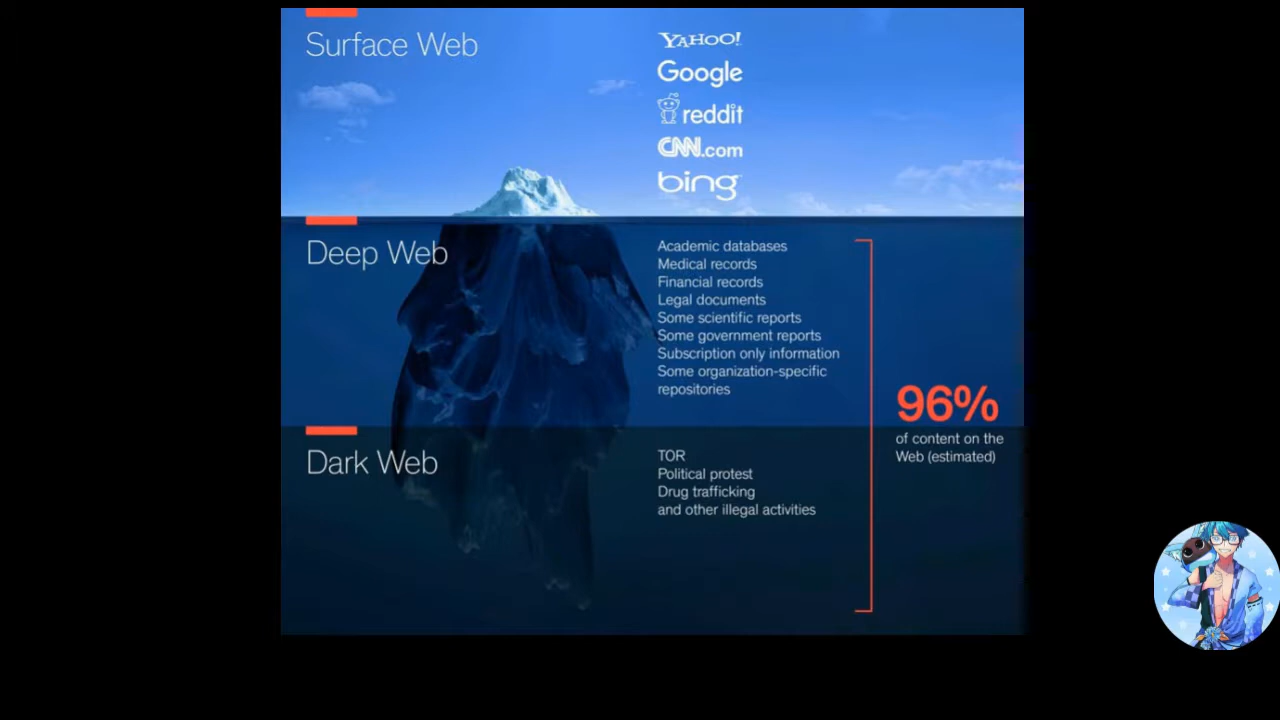 Surface Web
YAHOO!
Google
reddit
CNN.com
bing
Deep Web
Academic databases
Medical records
Financial records
Legal documents
Some scientific reports
Some government reports
Subscription only information
Some organization-specific
repositories
96%
of content on the
Web (estimated)
Dark Web
TOR
Political protest
Drug trafficking
and other illegal activities